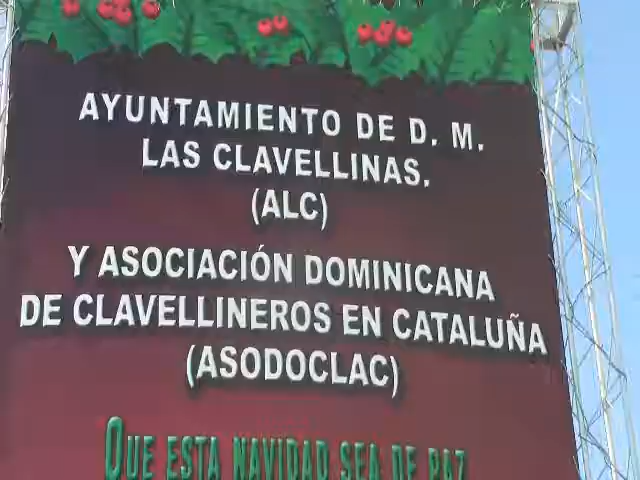 AYUNTAMIENTO DE D. M.
LAS CLAVELLINAS.
(ALC)
Y ASOCIACIÓN DOMINICANA
DE CLAVELLINEROS EN CATALUÑA
(ASODOCLAC)
QUE ESTA NAVIDAD SEA DE PAZ